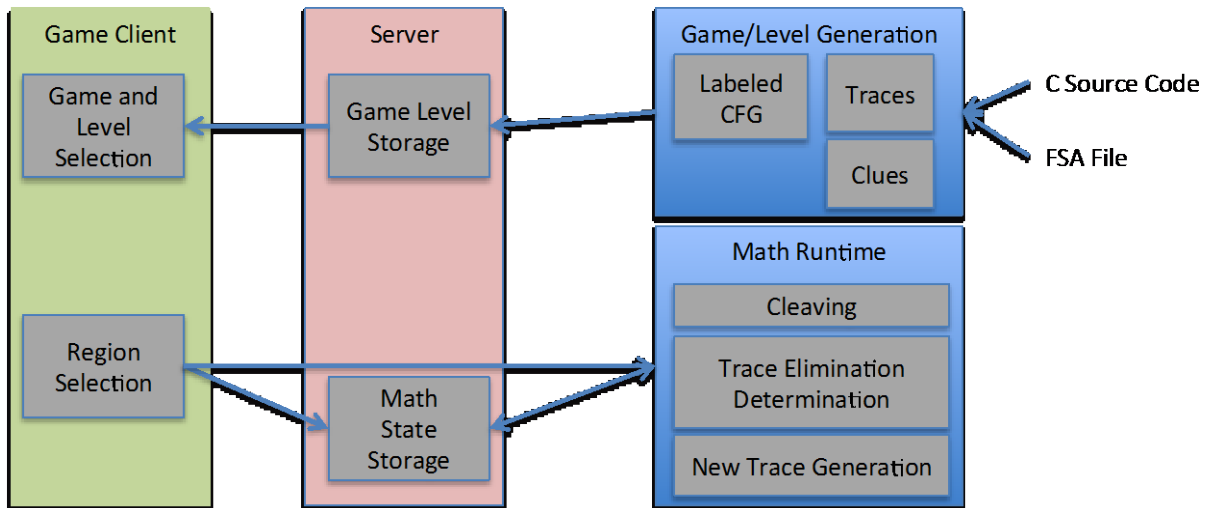 Game Client
Game and
Level
Selection
Region
Selection
Server
Game Level
Storage
Math
State
Storage
Game/Level Generation
Labeled
CFG
Traces
Clues
Math Runtime
Cleaving
Trace Elimination
Determination
New Trace Generation
C Source Code
FSA File